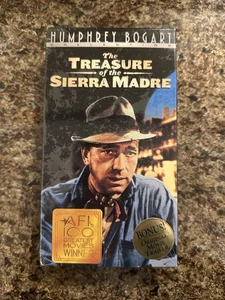 HUMPHREY BOGART
The
TREASURE
of the
SIERRA MADRE
AFI
100
GREATEST
MOVIES
WINNER
BONUS!